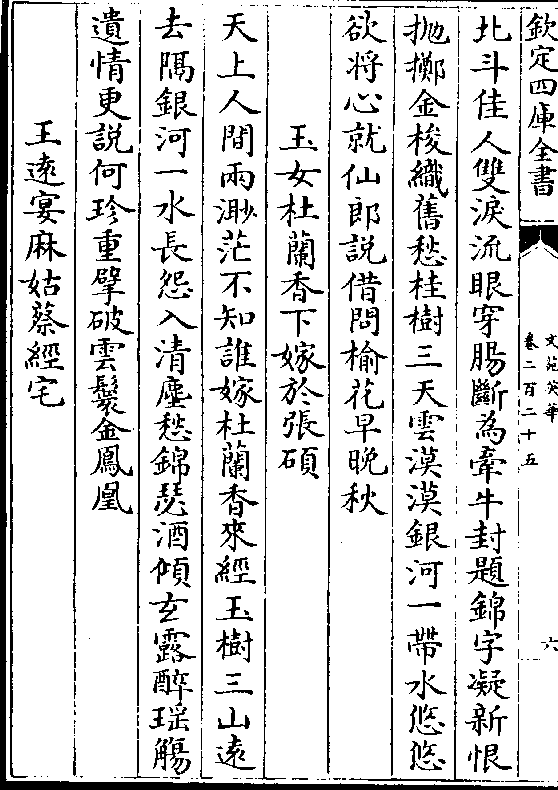 欽定四庫全書
文苑英華
卷二百二十五
六
北斗佳人雙淚流眼穿腸斷為牽牛封題錦字凝新恨
抛擲金梭織舊愁桂樹三天雲漠漠銀河一帶水悠悠
欲將心就仙郎說借問榆花早晚秋
玉女杜蘭香下嫁於張碩
天上人間兩渺茫不知誰嫁杜蘭香來經玉樹三山遠
去隔銀河一水長怨入清塵愁錦瑟酒傾玄露醉瑶觴
遺情更說何珍重擘破雲鬟金鳳凰
王遠宴麻姑蔡經宅